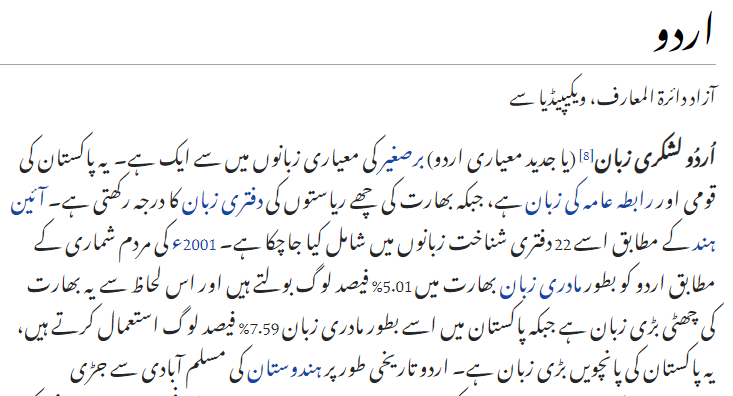 اردو
آزاد دائرۃ المعارف، ویکیپیڈیا سے
اُردُو لشکری زبان[8] (یا جدید معیاری اردو) برصغیر کی معیاری زبانوں میں سے ایک ہے۔ یہ پاکستان کی
قومی اور رابطہ عامہ کی زبان ہے، جبکہ بھارت کی چھے ریاستوں کی دفتری زبان کا درجہ رکھتی ہے۔ آئین
ہند کے مطابق اسے 22 دفتری شناخت زبانوں میں شامل کیا جاچکا ہے۔ 2001ء کی مردم شماری کے
مطابق اردو کو بطور مادری زبان بھارت میں 5.01% فیصد لوگ بولتے ہیں اور اس لحاظ سے یہ بھارت
کی چھٹی بڑی زبان ہے جبکہ پاکستان میں اسے بطور مادری زبان 7.59% فیصد لوگ استعمال کرتے ہیں،
یہ پاکستان کی پانچویں بڑی زبان ہے۔ اردو تاریخی طور پر ہندوستان کی مسلم آبادی سے جڑی